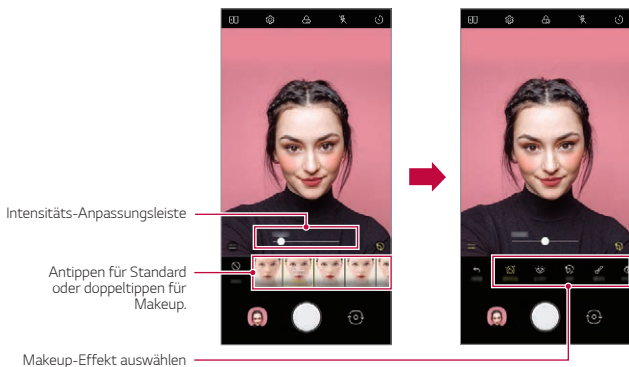 Intensitäts-Anpassungsleiste
Antippen für Standard
oder doppeltippen für
Makeup.
Makeup-Effekt auswählen